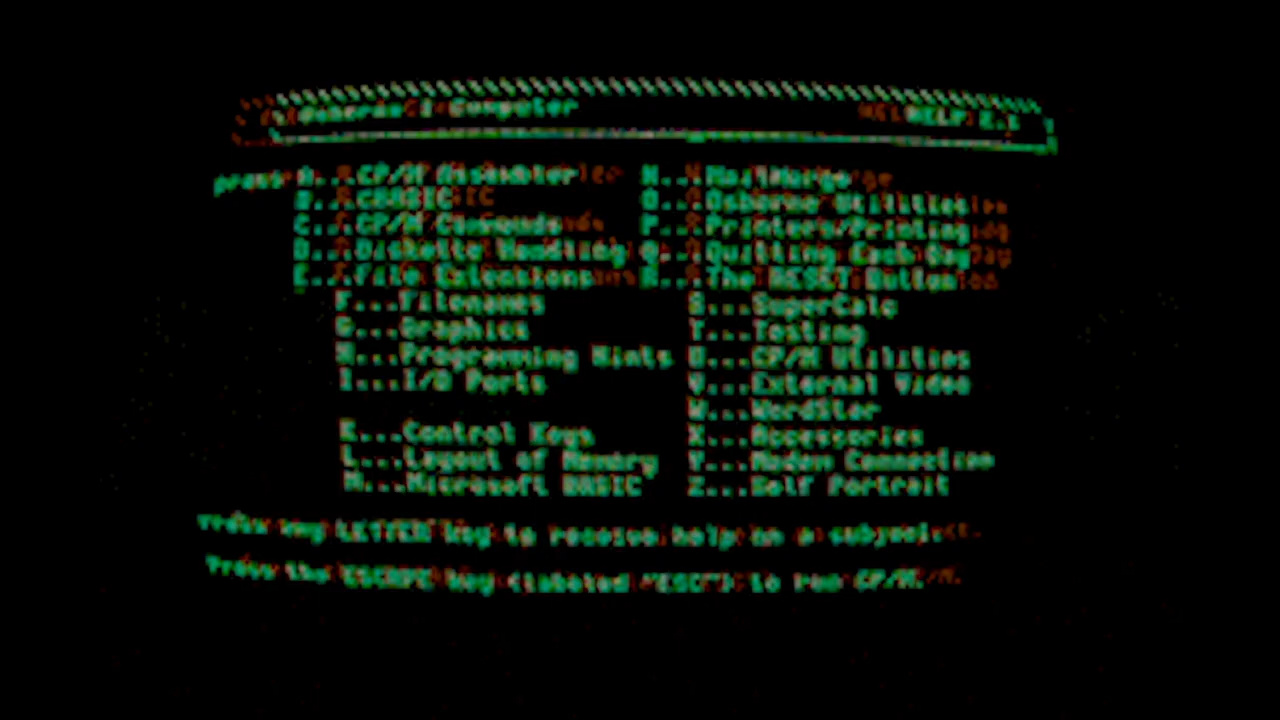 Osborne 1 Computer HELP
press A...CP/M N...MailMerge
B...CBASIC O...Osborne Utilities
C...CP/M Commands P...Printers/Printing
D...Diskette Handling Q...Quitting Each Day
E...File Extentions R...The RESET Button
F...Filenames S...SuperCalc
G...Graphics T...Testing
H...Programming Hints U...CP/M Utilities
I...I/O Ports V...External Video
W...WordStar
K...Control Keys X...Accessories
L...Layout of Memory Y...Modem Connection
M...Microsoft BASIC Z...Self Portrait
Press any LETTER key to receive help on a subject.
Press the ESCAPE key (labeled "ESC") to run CP/M.